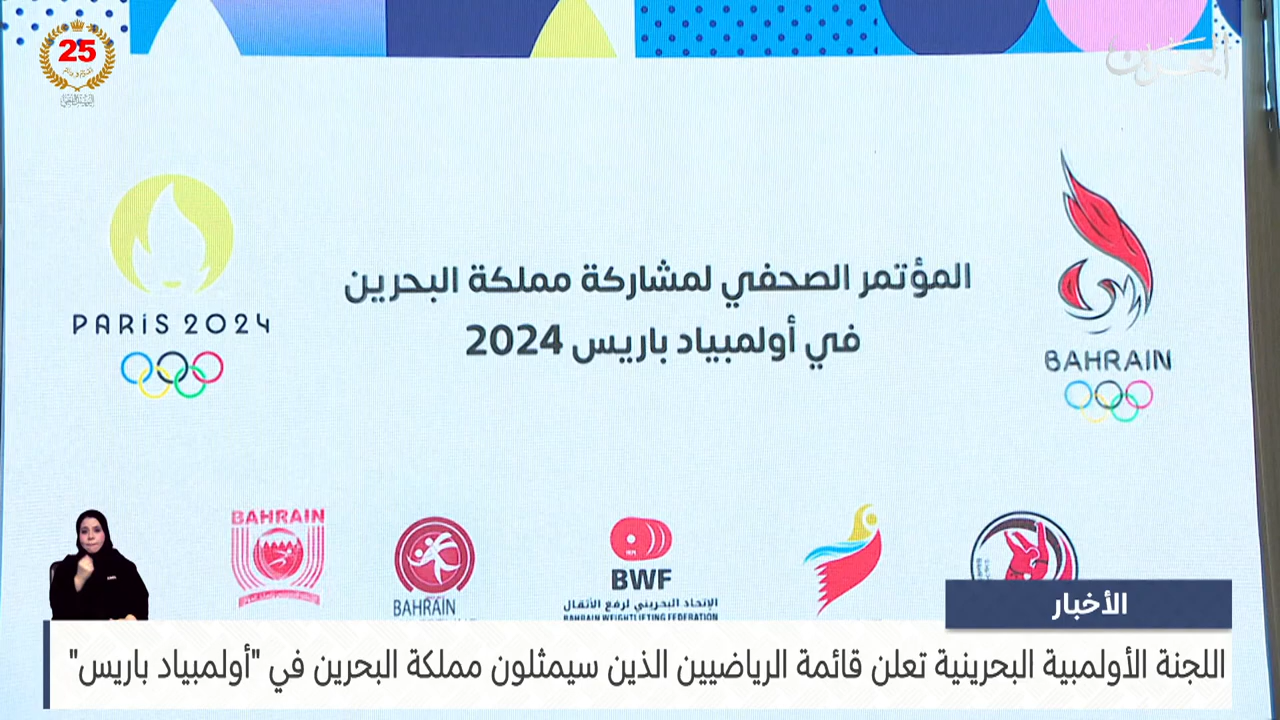 25
البحرين
المؤتمر الصحفي لمشاركة مملكة البحرين
في أولمبياد باريس 2024
PARIS 2024
BAHRAIN
BAHRAIN
BAHRAIN
BWF
الإتحاد البحريني لرفع الأثقال
BAHRAIN WEIGHTLIFTING FEDERATION
الأخبار
اللجنة الأولمبية البحرينية تعلن قائمة الرياضيين الذين سيمثلون مملكة البحرين في "أولمبياد باريس"